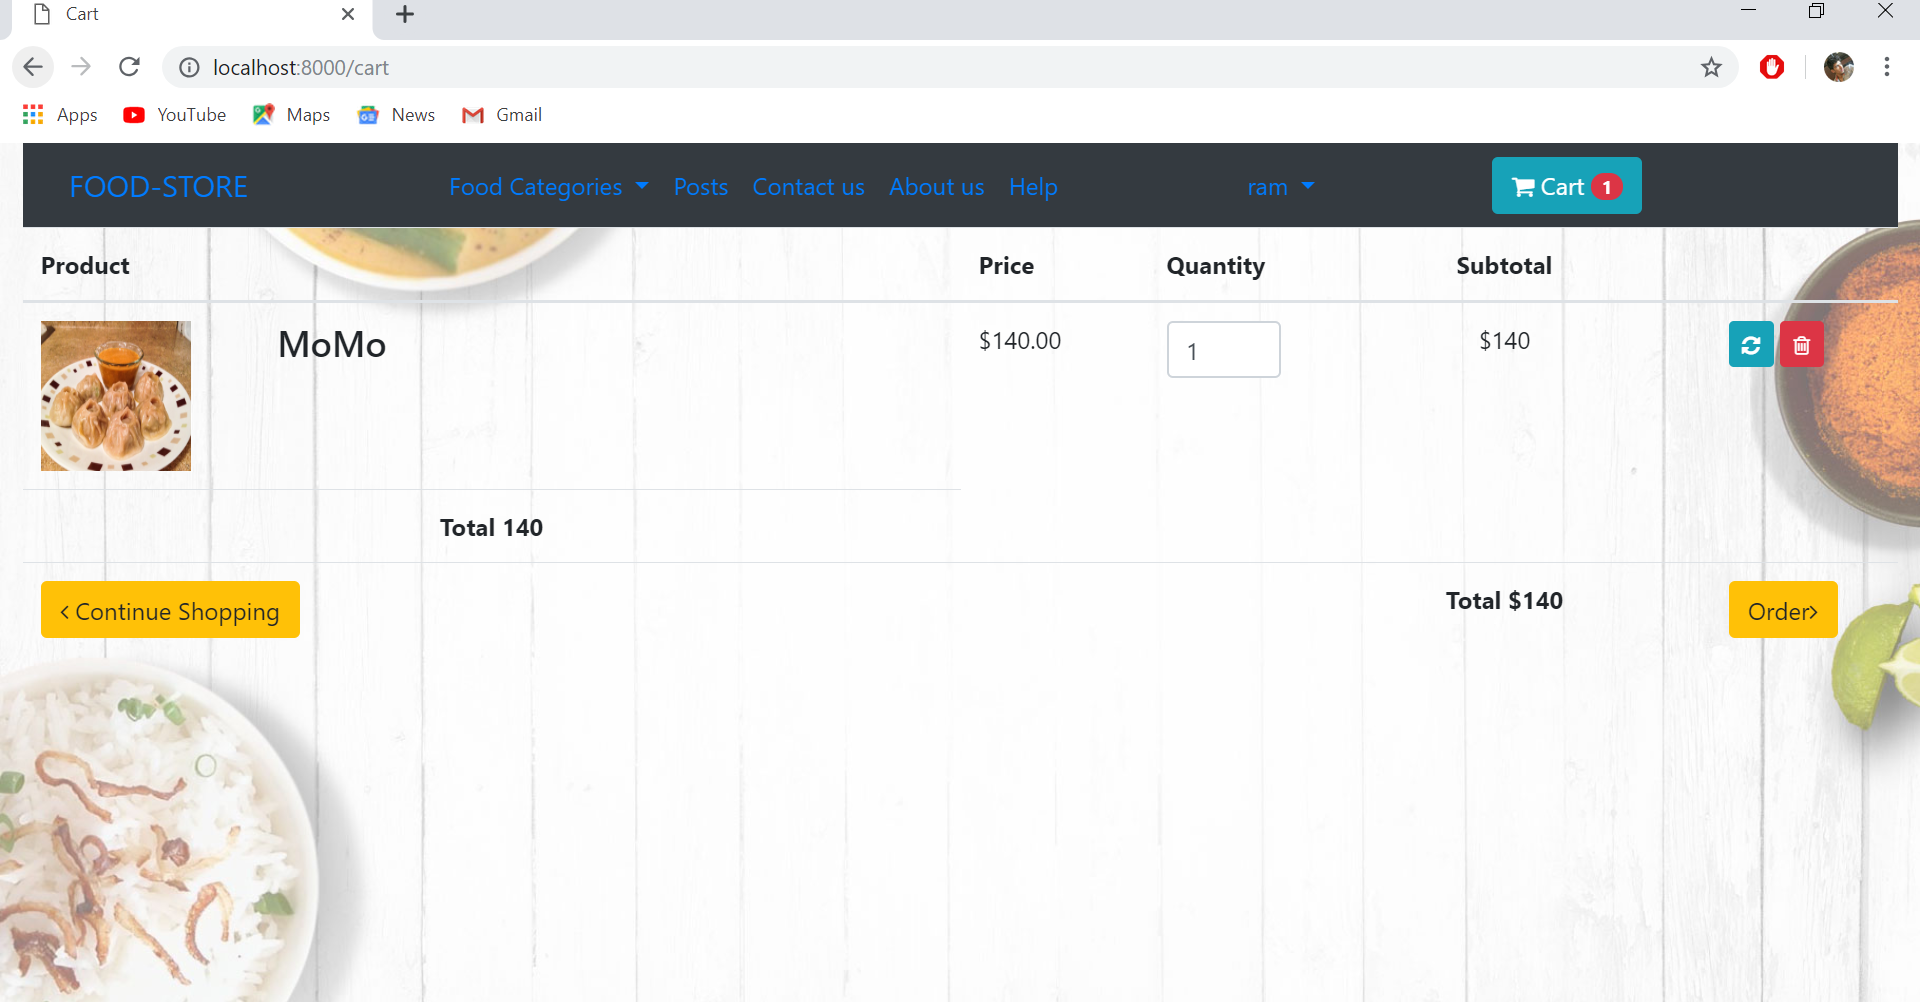 Cart
localhost:8000/cart
Apps YouTube Maps News Gmail
FOOD-STORE Food Categories Posts Contact us About us Help ram Cart 1
Product Price Quantity Subtotal
MoMo $140.00 1 $140
Total 140
Continue Shopping Total $140 Order